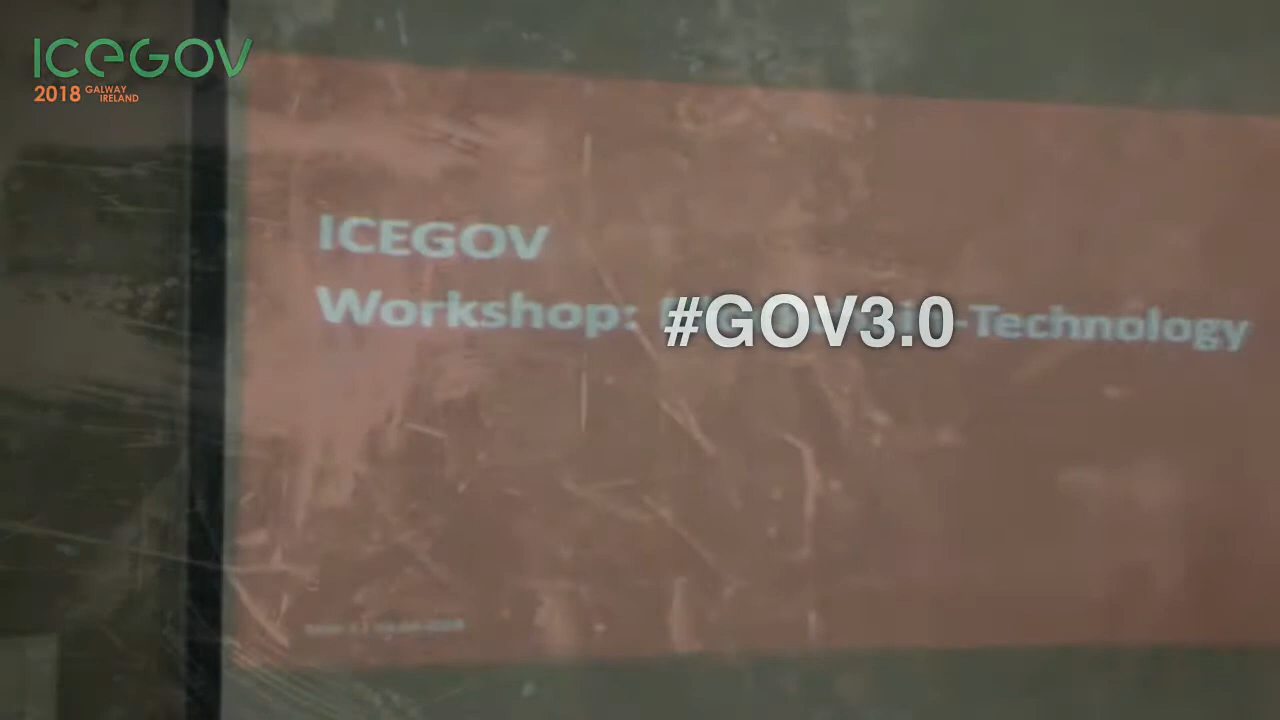 ICEGOV
2018 GALWAY
IRELAND
ICEGOV
Workshop:
#GOV3.0
-Technology